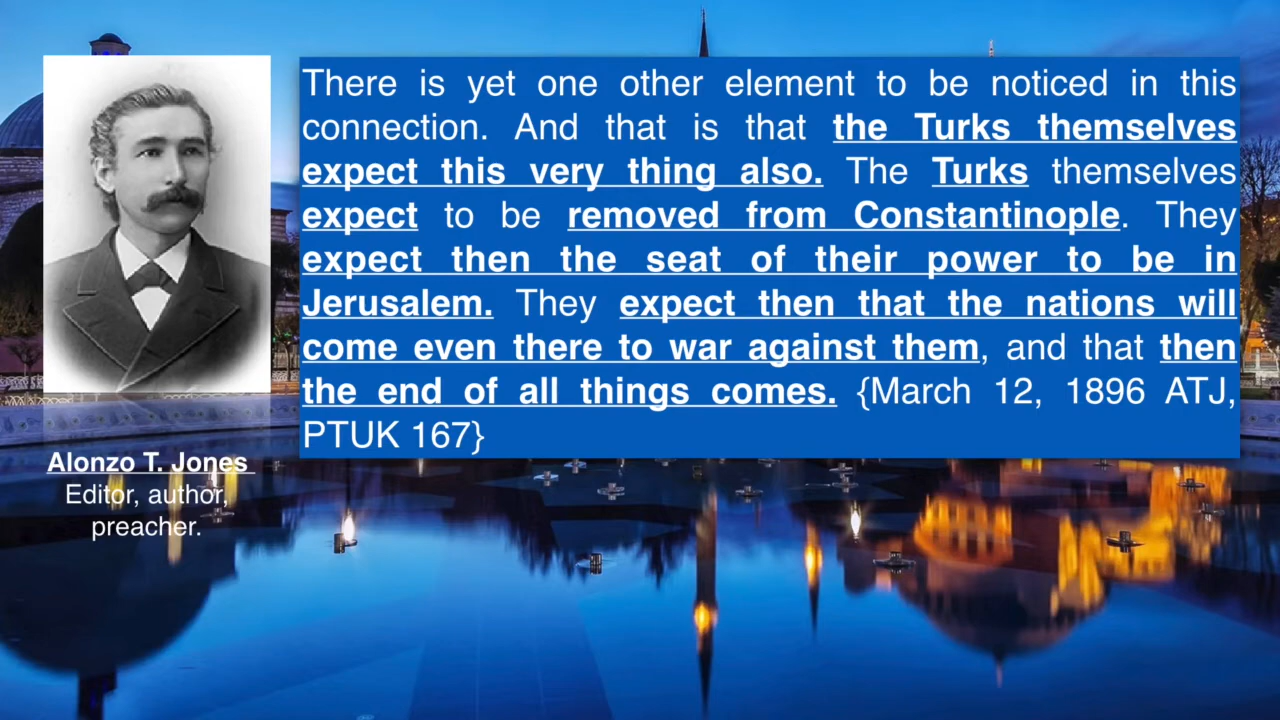 There is yet one other element to be noticed in this
connection. And that is that the Turks themselves
expect this very thing also. The Turks themselves
expect to be removed from Constantinople. They
expect then the seat of their power to be in
Jerusalem. They expect then that the nations will
come even there to war against them, and that then
the end of all things comes. {March 12, 1896 ATJ,
PTUK 167}
Alonzo T. Jones
Editor, author,
preacher.